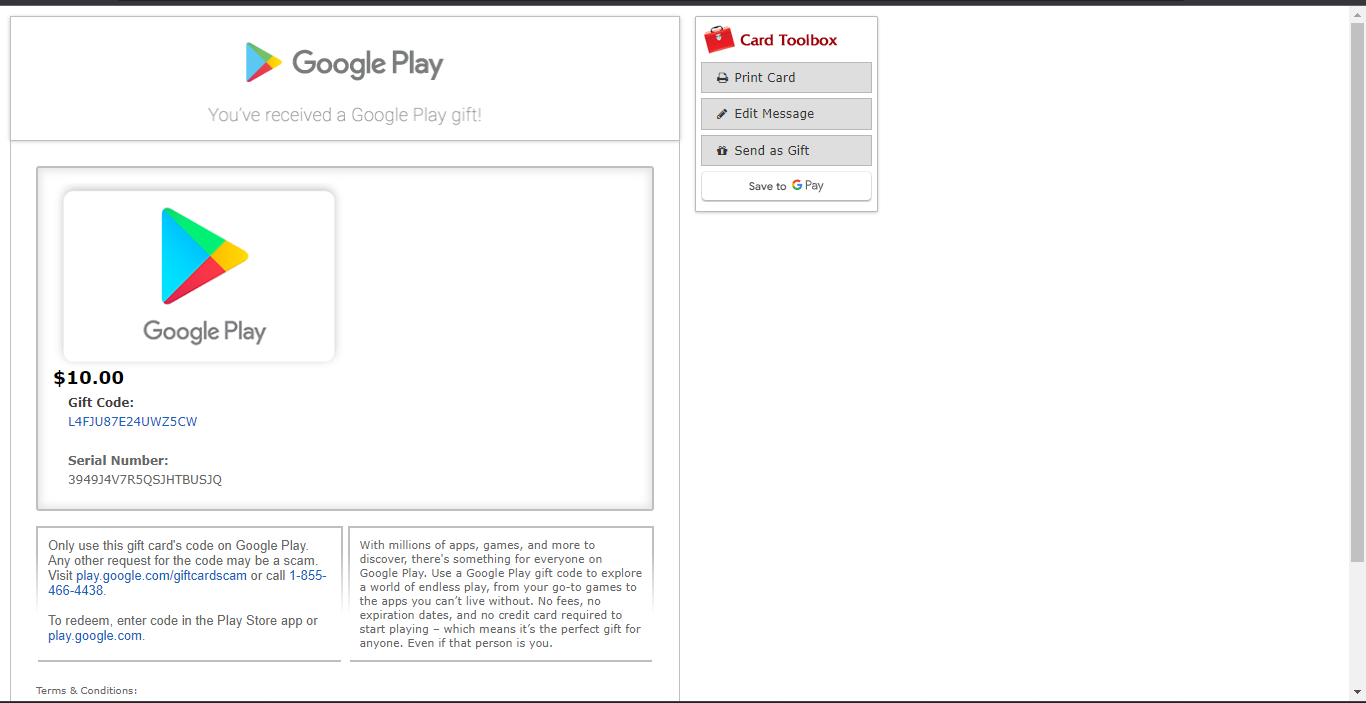 Google Play
You've received a Google Play gift!
Google Play
$10.00
Gift Code:
L4FJU87E24UWZ5CW
Serial Number:
3949J4V7R5QSJHTBUSJQ
Only use this gift card's code on Google Play.
Any other request for the code may be a scam.
Visit play.google.com/giftcardscam or call 1-855-
466-4438.
To redeem, enter code in the Play Store app or
play.google.com.
With millions of apps, games, and more to
discover, there's something for everyone on
Google Play. Use a Google Play gift code to explore
a world of endless play, from your go-to games to
the apps you can't live without. No fees, no
expiration dates, and no credit card required to
start playing – which means it's the perfect gift for
anyone. Even if that person is you.
Terms & Conditions:
Card Toolbox
Print Card
Edit Message
Send as Gift
Save to G Pay